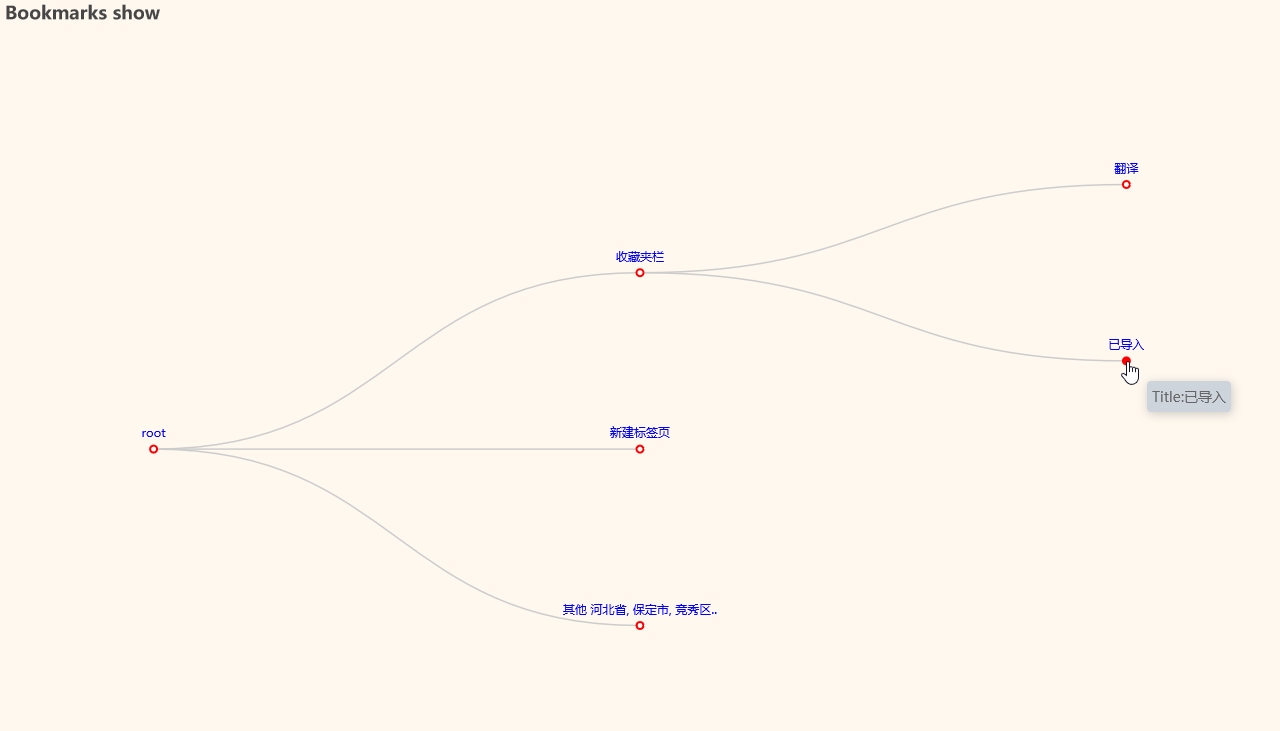 Bookmarks show
翻译
收藏夹栏
已导入
Title:已导入
root
新建标签页
其他 河北省, 保定市, 竞秀区..